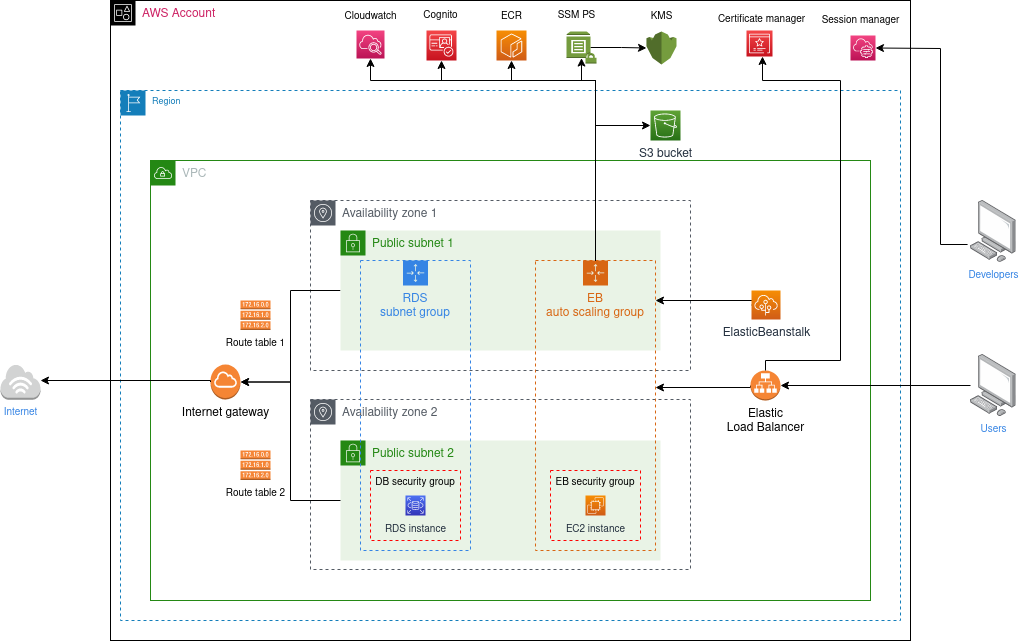 AWS Account
Cloudwatch
Cognito
ECR
SSM PS
KMS
Certificate manager
Session manager
Region
S3 bucket
VPC
Availability zone 1
Public subnet 1
RDS
subnet group
EB
auto scaling group
Developers
172.16.0.0
172.16.1.0
172.16.2.0
Route table 1
ElasticBeanstalk
Internet
Internet gateway
Elastic
Load Balancer
Users
Availability zone 2
Public subnet 2
172.16.0.0
172.16.1.0
172.16.2.0
Route table 2
DB security group
RDS instance
EB security group
EC2 instance